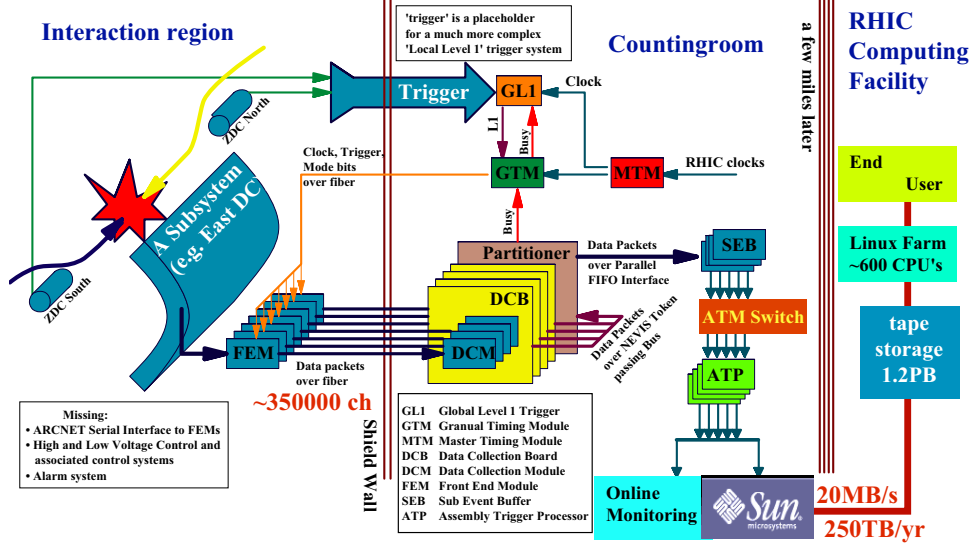 Interaction region
'trigger' is a placeholder
for a much more complex
'Local Level 1' trigger system
Countingroom
a few miles later
RHIC
Computing
Facility
ZDC North
Trigger
GL1
Clock
L1
Busy
Clock, Trigger,
Mode bits
over fiber
GTM
MTM
RHIC clocks
End
User
A Subsystem
(e.g. East DC)
Busy
Partitioner
Data Packets
over Parallel
FIFO Interface
SEB
Linux Farm
~600 CPU's
ZDC South
DCB
ATM Switch
tape
storage
1.2PB
FEM
DCM
Data Packets
over NEVIS Token
passing Bus
Data packets
over fiber
ATP
~350000 ch
Missing:
• ARCNET Serial Interface to FEMs
• High and Low Voltage Control and
associated control systems
• Alarm system
Shield Wall
GL1 Global Level 1 Trigger
GTM Granual Timing Module
MTM Master Timing Module
DCB Data Collection Board
DCM Data Collection Module
FEM Front End Module
SEB Sub Event Buffer
ATP Assembly Trigger Processor
Online
Monitoring
Sun
microsystems
20MB/s
250TB/yr